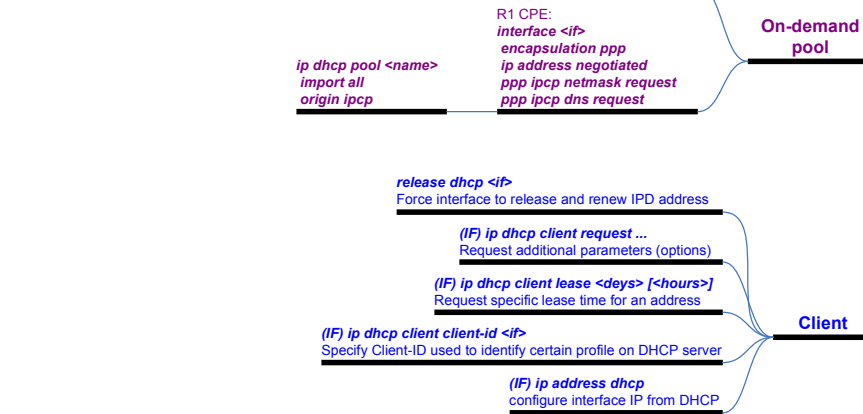 R1 CPE:
interface <if>
encapsulation ppp
ip address negotiated
ppp ipcp netmask request
ppp ipcp dns request
ip dhcp pool <name>
import all
origin ipcp
On-demand
pool
release dhcp <if>
Force interface to release and renew IPD address
(IF) ip dhcp client request ...
Request additional parameters (options)
(IF) ip dhcp client lease <deys> [<hours>]
Request specific lease time for an address
(IF) ip dhcp client client-id <if>
Specify Client-ID used to identify certain profile on DHCP server
(IF) ip address dhcp
configure interface IP from DHCP
Client